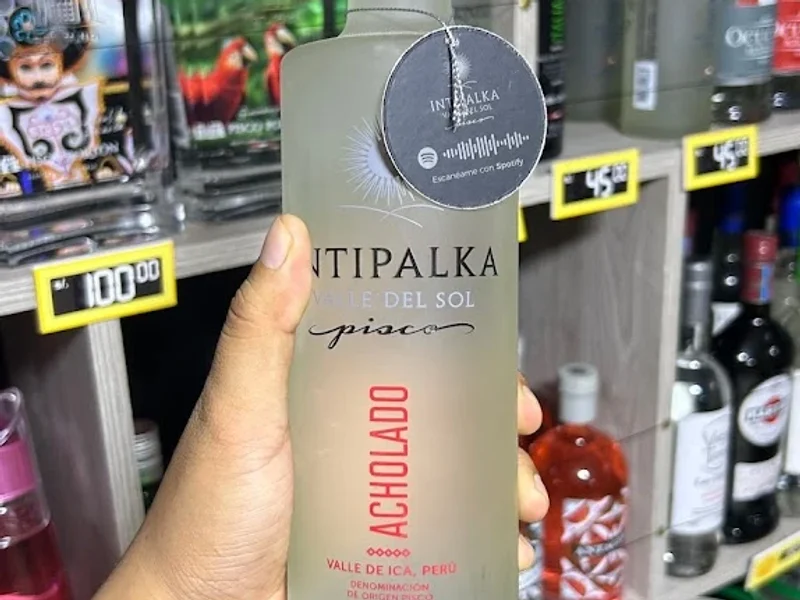 INTIPALKA
VALLE DEL SOL
pisco
Escanéame con Spotify
NTIPALKA
VALLE DEL SOL
pisco
ACHOLADO
VALLE DE ICA, PERÚ
DENOMINACIÓN
DE ORIGEN PISCO
S/. 100.00
45.00
45.00